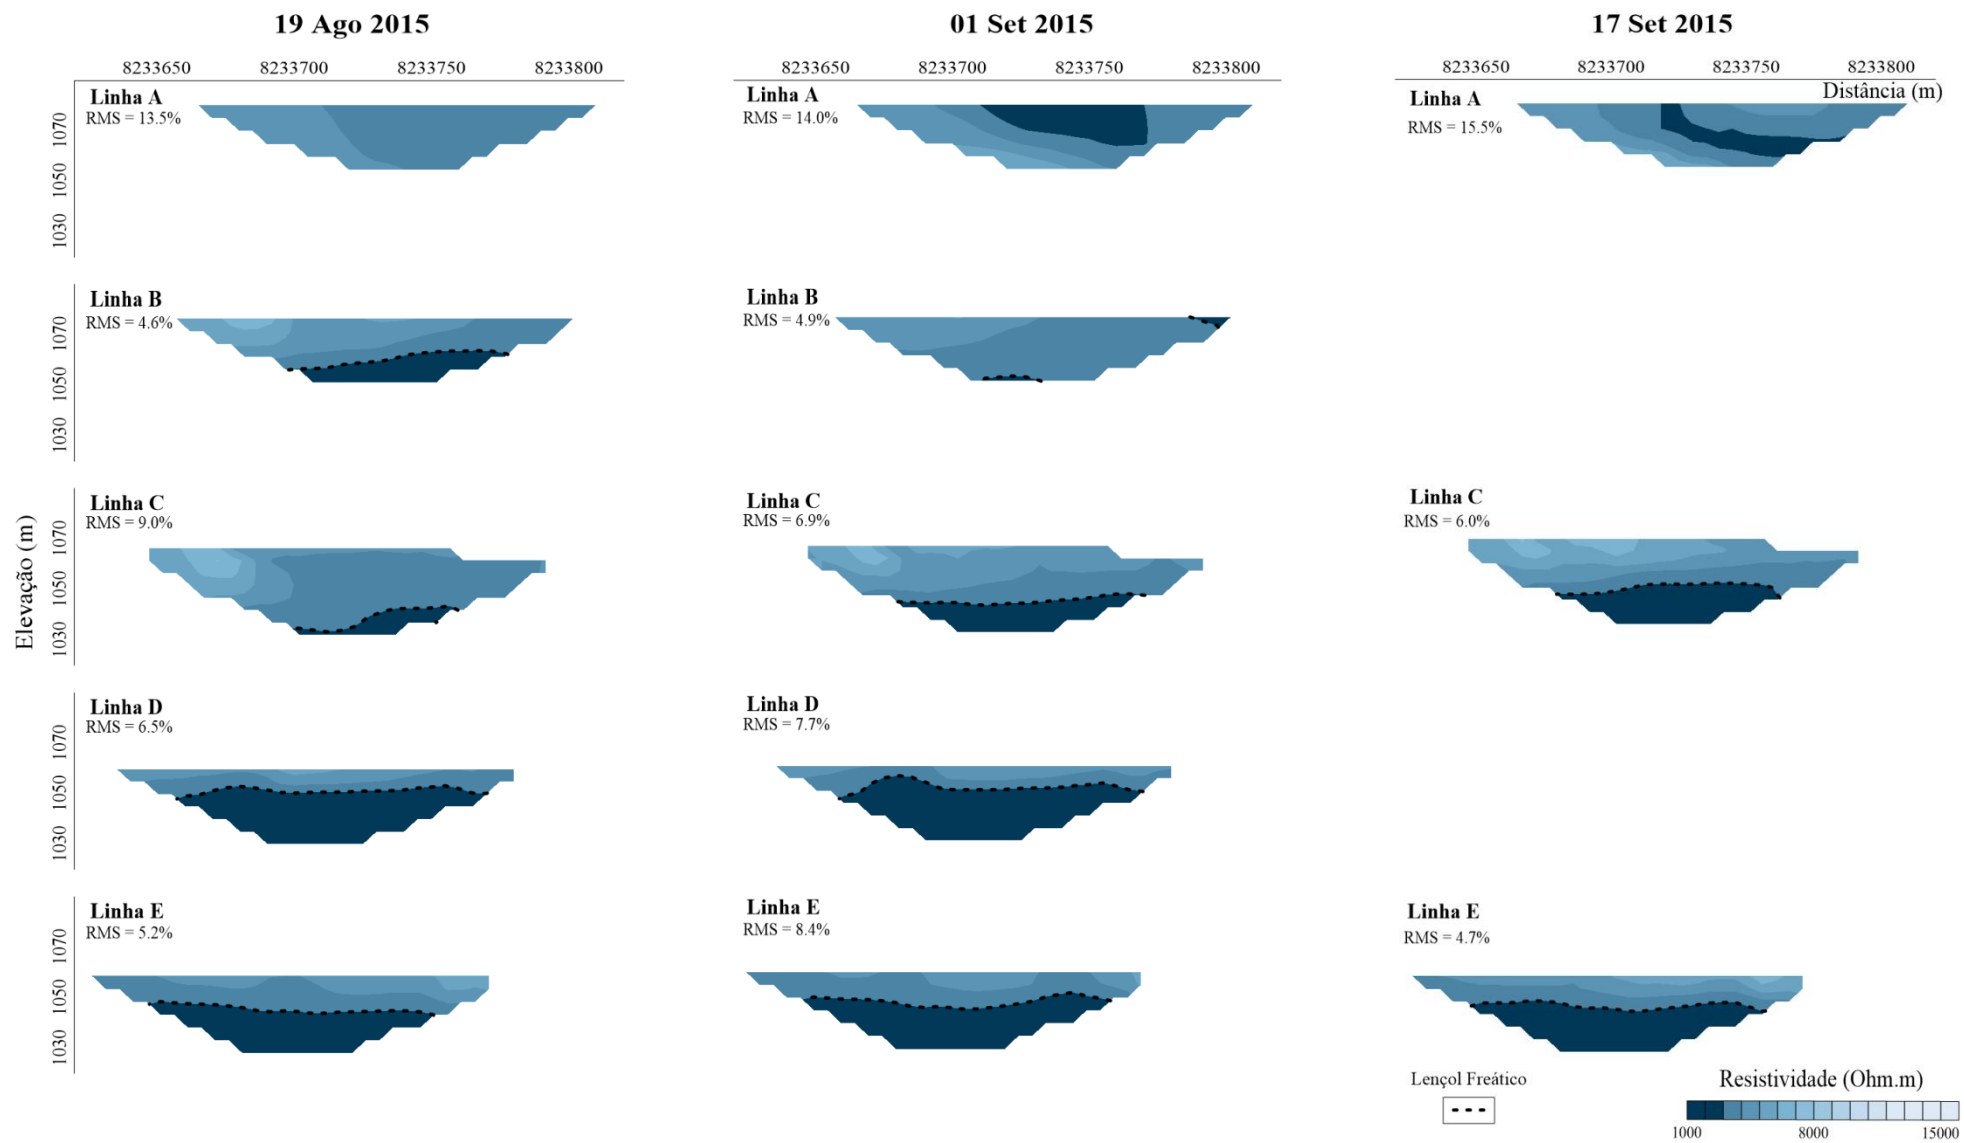 19 Ago 2015
01 Set 2015
17 Set 2015
8233650 8233700 8233750 8233800
8233650 8233700 8233750 8233800
8233650 8233700 8233750 8233800
Distância (m)
Linha A
RMS = 13.5%
Linha A
RMS = 14.0%
Linha A
RMS = 15.5%
1070
1050
1030
Linha B
RMS = 4.6%
Linha B
RMS = 4.9%
1070
1050
1030
Elevação (m)
Linha C
RMS = 9.0%
Linha C
RMS = 6.9%
Linha C
RMS = 6.0%
1070
1050
1030
Linha D
RMS = 6.5%
Linha D
RMS = 7.7%
1070
1050
1030
Linha E
RMS = 5.2%
Linha E
RMS = 8.4%
Linha E
RMS = 4.7%
1070
1050
1030
Lençol Freático
Resistividade (Ohm.m)
1000 8000 15000